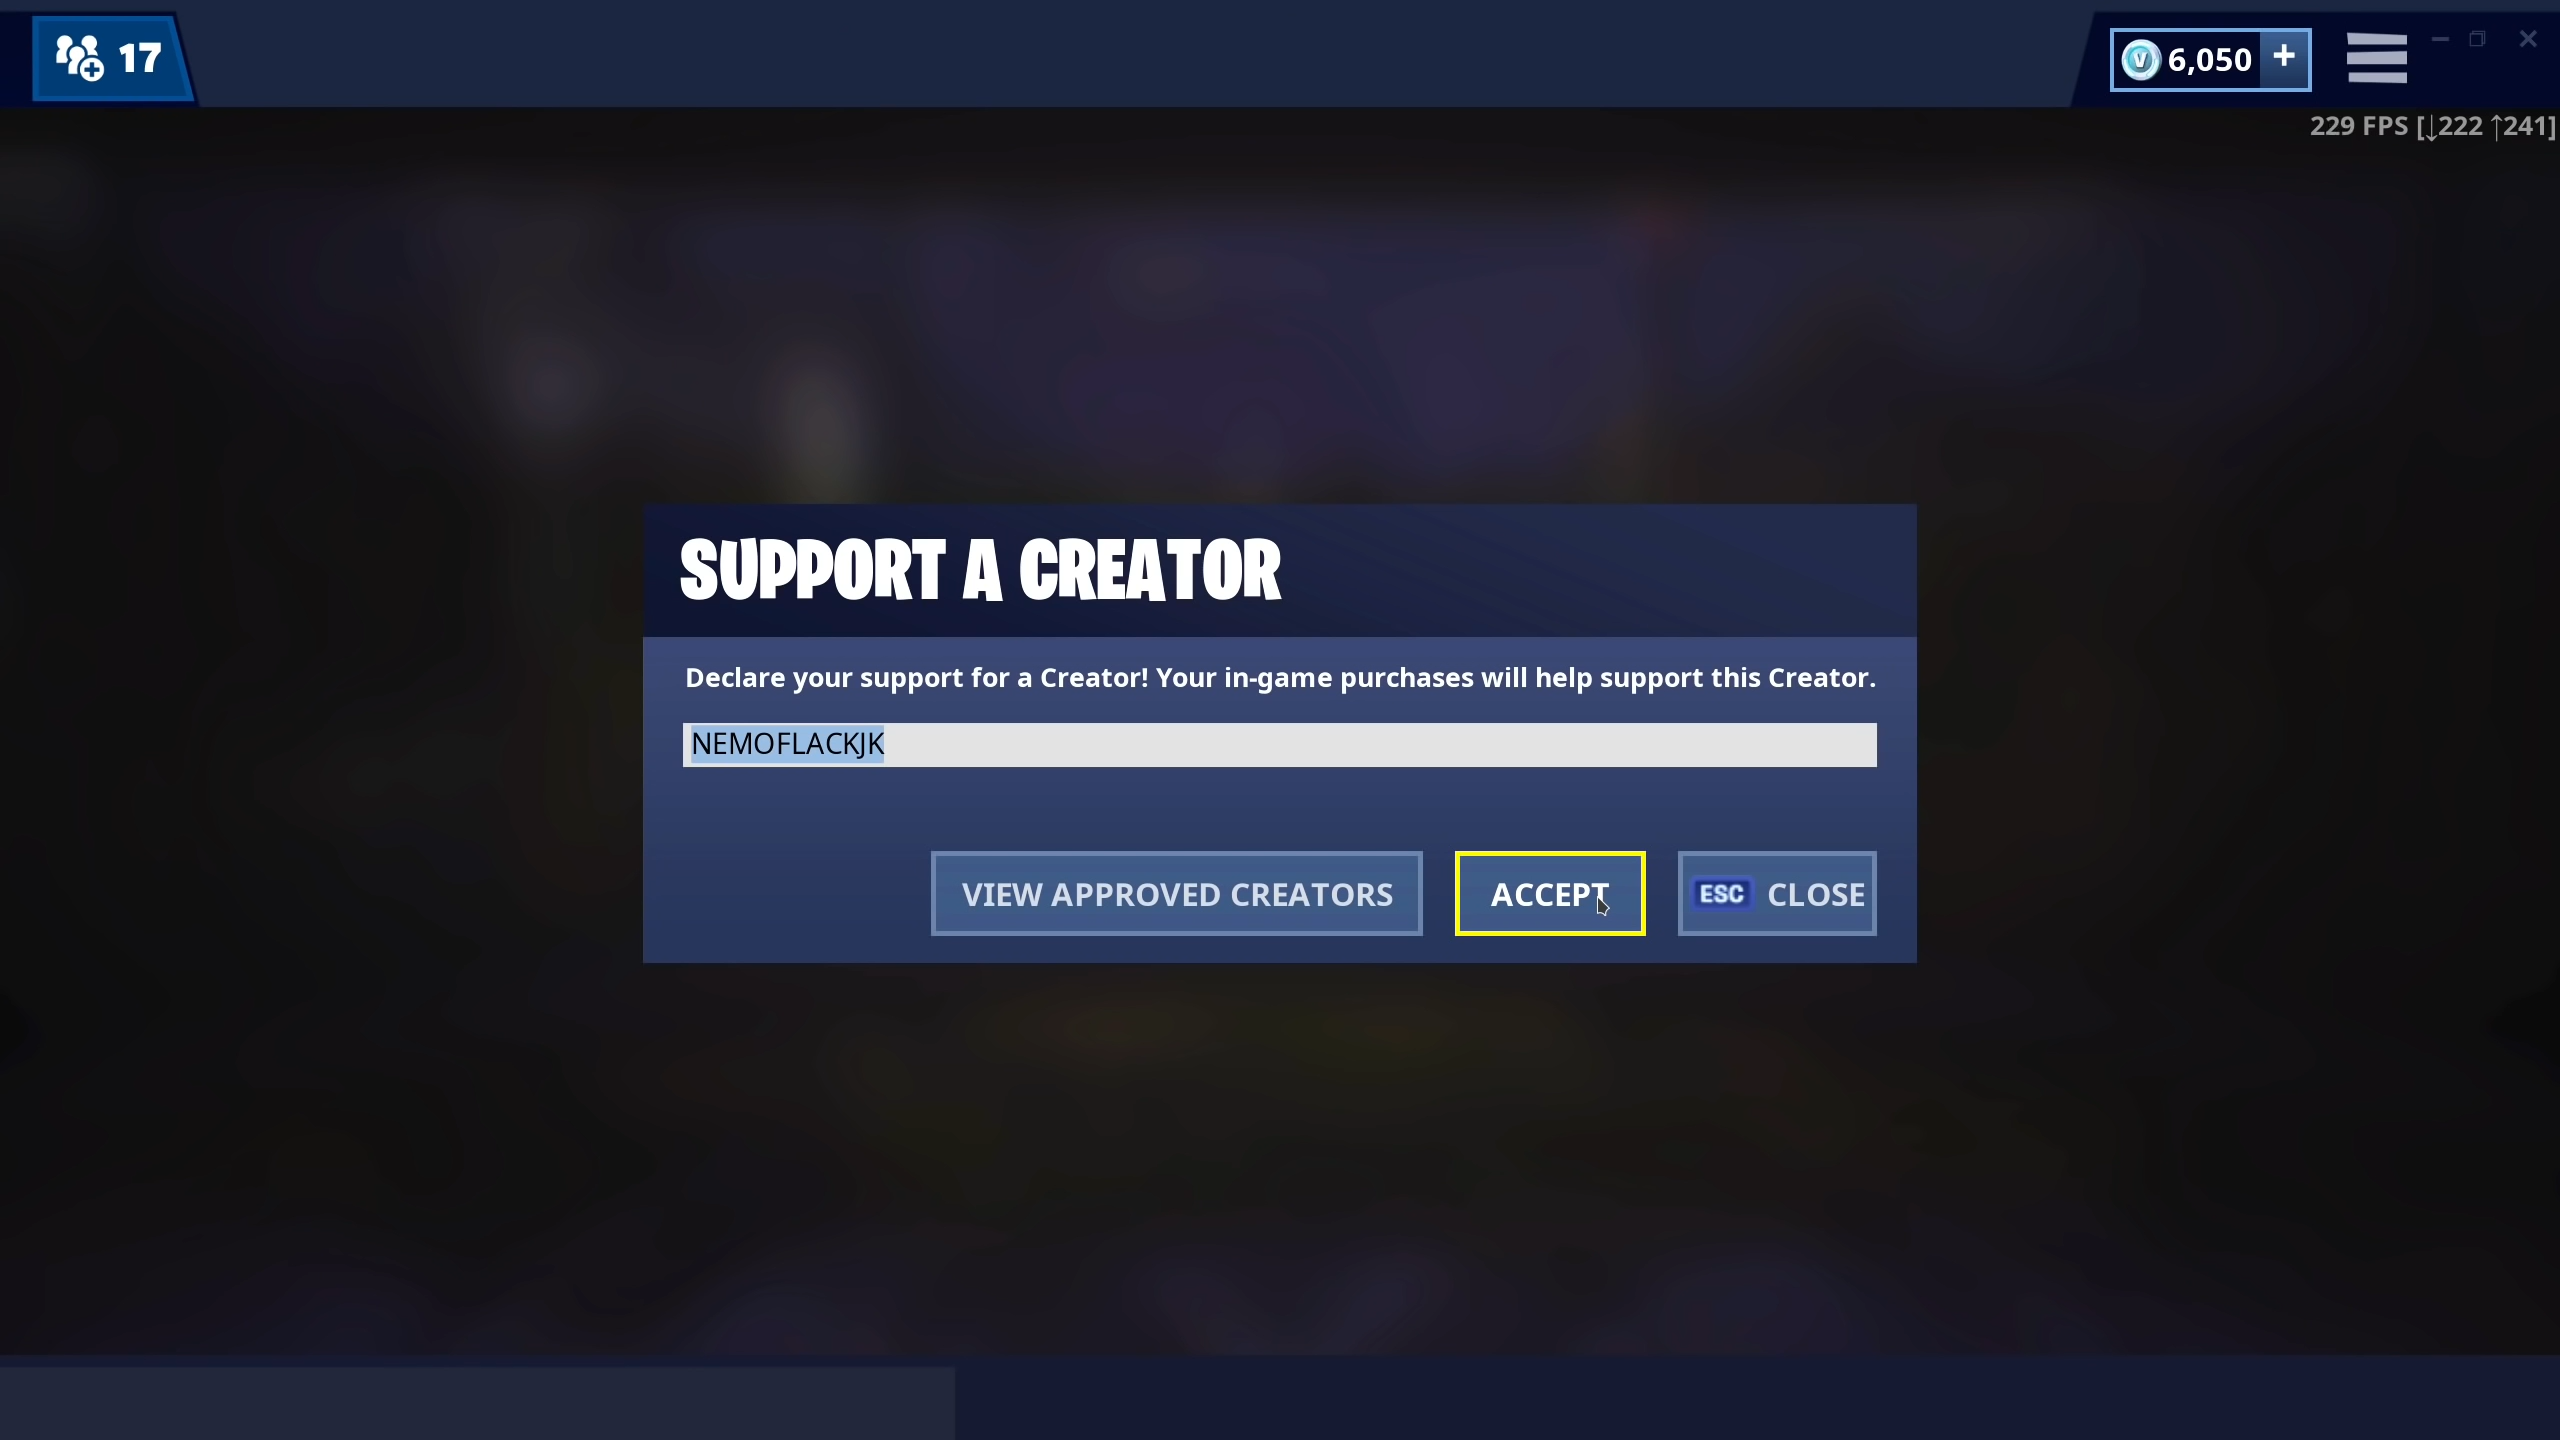 17
6,050 +
229 FPS [↓222 ↑241]
SUPPORT A CREATOR
Declare your support for a Creator! Your in-game purchases will help support this Creator.
NEMOFLACKJK
VIEW APPROVED CREATORS
ACCEPT
ESC CLOSE